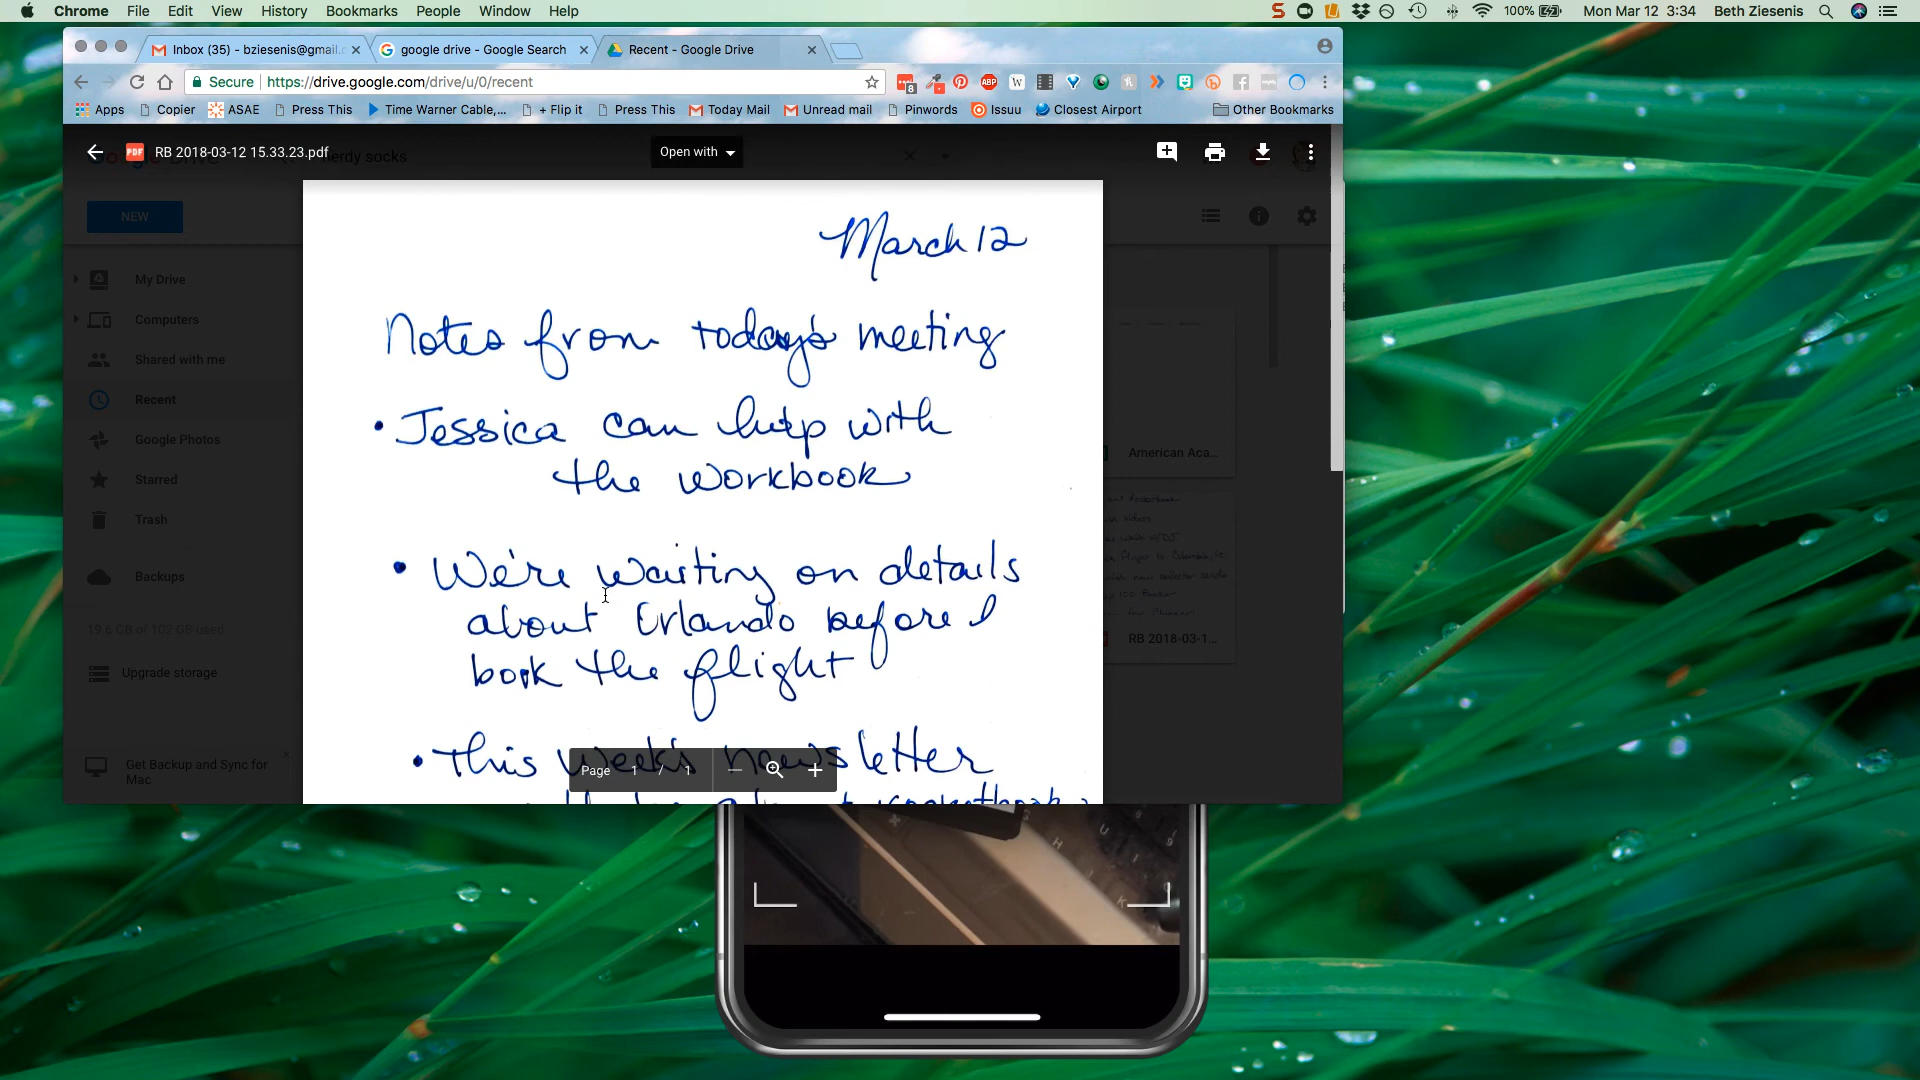 Chrome File Edit View History Bookmarks People Window Help 100% Mon Mar 12 3:34 Beth Ziesenis
Inbox (35) - bziesenis@gmail.c google drive - Google Search Recent - Google Drive
Secure https://drive.google.com/drive/u/0/recent
Apps Copier ASAE Press This Time Warner Cable,... + Flip it Press This Today Mail Unread mail Pinwords Issuu Closest Airport Other Bookmarks
PDF RB 2018-03-12 15.33.23.pdf Open with
nerdy socks
NEW
My Drive
Computers
Shared with me
Recent
Google Photos
Starred
Trash
Backups
19.6 GB of 102 GB used
Upgrade storage
Get Backup and Sync for
Mac
March 12
Notes from today's meeting
• Jessica can help with
the workbook
• We're waiting on details
about Orlando before I
book the flight
• This week's newsletter
Page 1 / 1
American Aca...
RB 2018-03-1...